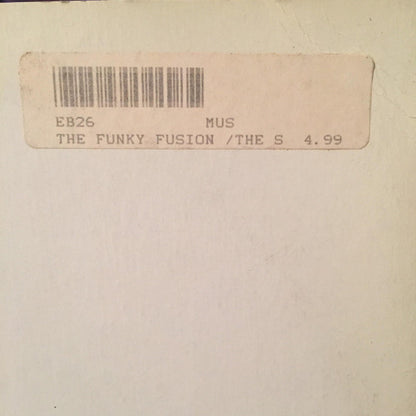 EB26 MUS
THE FUNKY FUSION /THE S 4.99